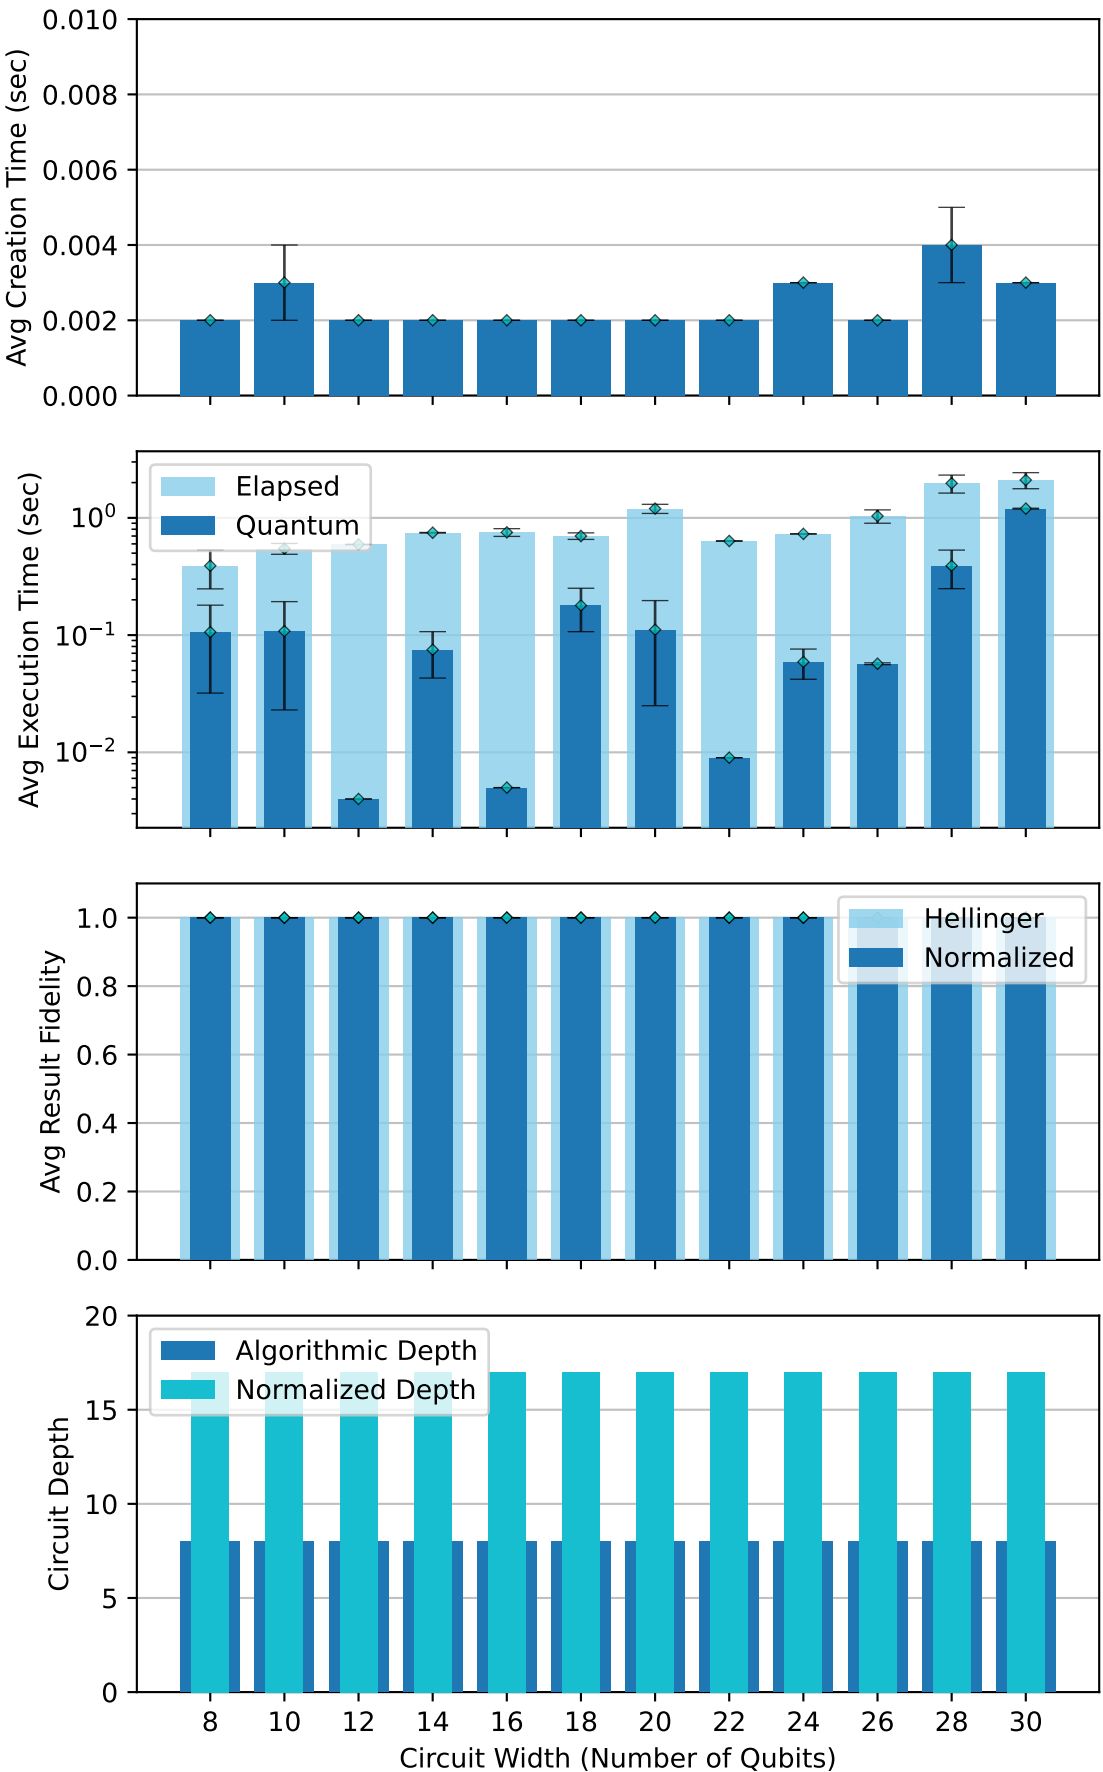 Avg Creation Time (sec)
0.010
0.008
0.006
0.004
0.002
0.000
Avg Execution Time (sec)
10⁰
10⁻¹
10⁻²
Elapsed
Quantum
Avg Result Fidelity
1.0
0.8
0.6
0.4
0.2
0.0
Hellinger
Normalized
Circuit Depth
20
15
10
5
0
Algorithmic Depth
Normalized Depth
8 10 12 14 16 18 20 22 24 26 28 30
Circuit Width (Number of Qubits)